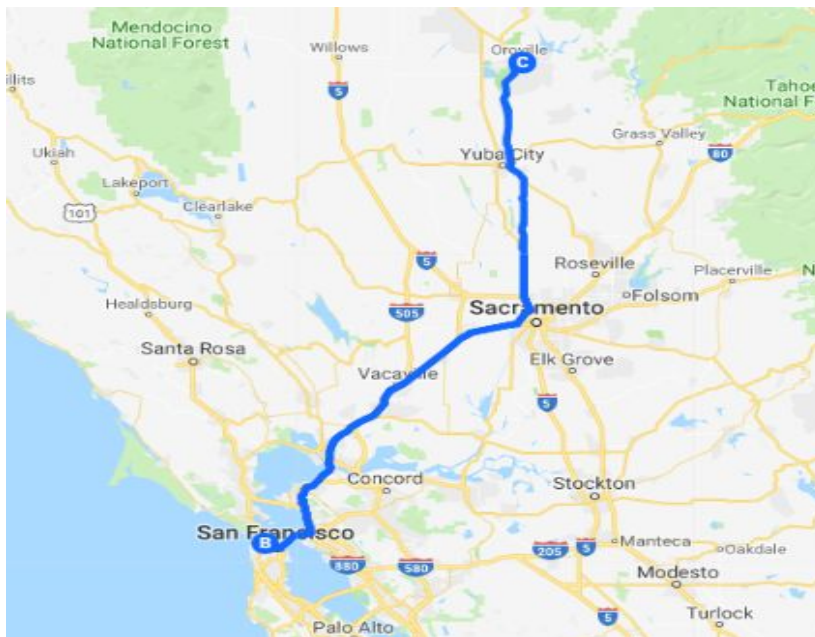 Mendocino
National Forest
Willows
Oroville
C
5
Tahoe
National F
llits
Grass Valley
Yuba City
80
Ukiah
Lakeport
101
Clearlake
5
Roseville
Placerville
Healdsburg
505
Folsom
Sacramento
Santa Rosa
Vacaville
Elk Grove
5
Concord
Stockton
San Francisco
B
880
580
205
5
Manteca
Oakdale
Modesto
5
Turlock
Palo Alto